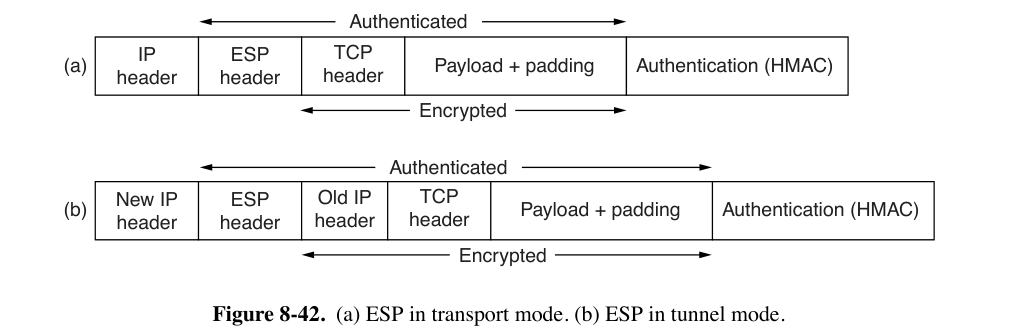 Authenticated
(a)
IP
header
ESP
header
TCP
header
Payload + padding
Authentication (HMAC)
Encrypted
Authenticated
(b)
New IP
header
ESP
header
Old IP
header
TCP
header
Payload + padding
Authentication (HMAC)
Encrypted
Figure 8-42. (a) ESP in transport mode. (b) ESP in tunnel mode.